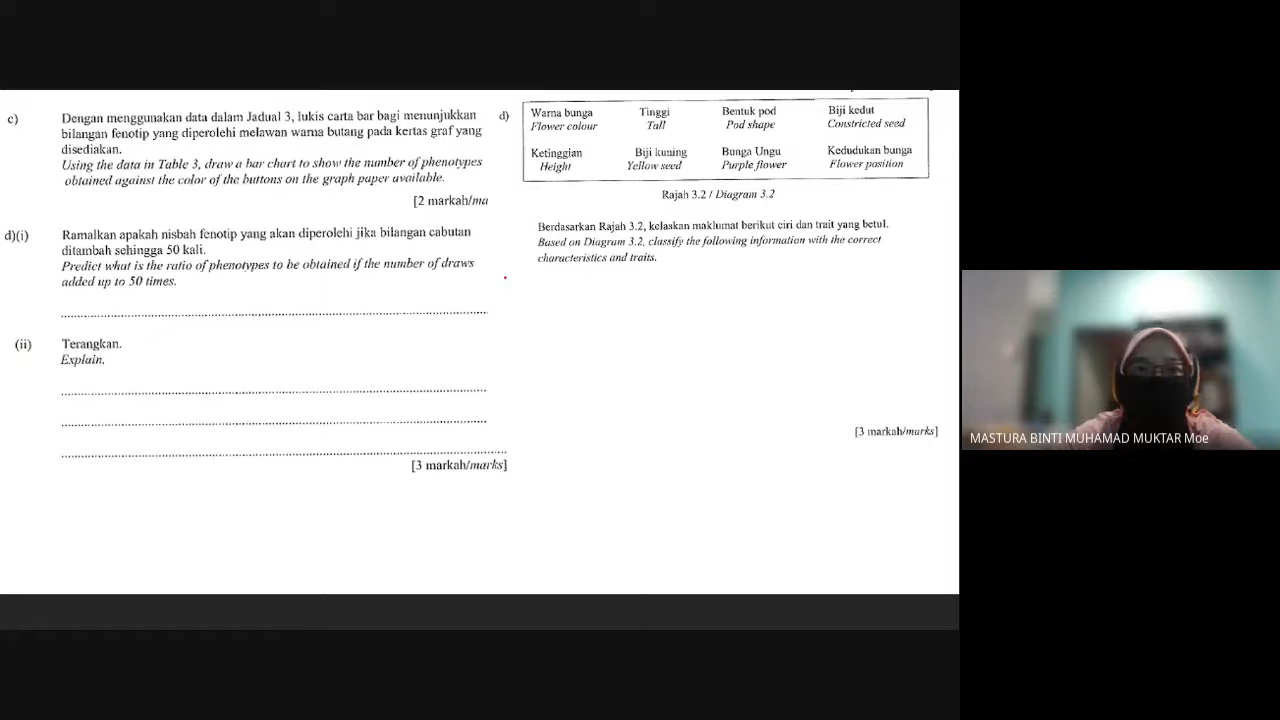 c)
Dengan menggunakan data dalam Jadual 3, lukis carta bar bagi menunjukkan
bilangan fenotip yang diperolehi melawan warna butang pada kertas graf yang
disediakan.
Using the data in Table 3, draw a bar chart to show the number of phenotypes
obtained against the color of the buttons on the graph paper available.
[2 markah/ma
d)(i)
Ramalkan apakah nisbah fenotip yang akan diperolehi jika bilangan cabutan
ditambah sehingga 50 kali.
Predict what is the ratio of phenotypes to be obtained if the number of draws
added up to 50 times.
(ii)
Terangkan.
Explain.
[3 markah/marks]
d)
Warna bunga Tinggi Bentuk pod Biji kedut
Flower colour Tall Pod shape Constricted seed
Ketinggian Biji kuning Bunga Ungu Kedudukan bunga
Height Yellow seed Purple flower Flower position
Rajah 3.2 / Diagram 3.2
Berdasarkan Rajah 3.2, kelaskan maklumat berikut ciri dan trait yang betul.
Based on Diagram 3.2, classify the following information with the correct
characteristics and traits.
[3 markah/marks]
MASTURA BINTI MUHAMAD MUKTAR Moe